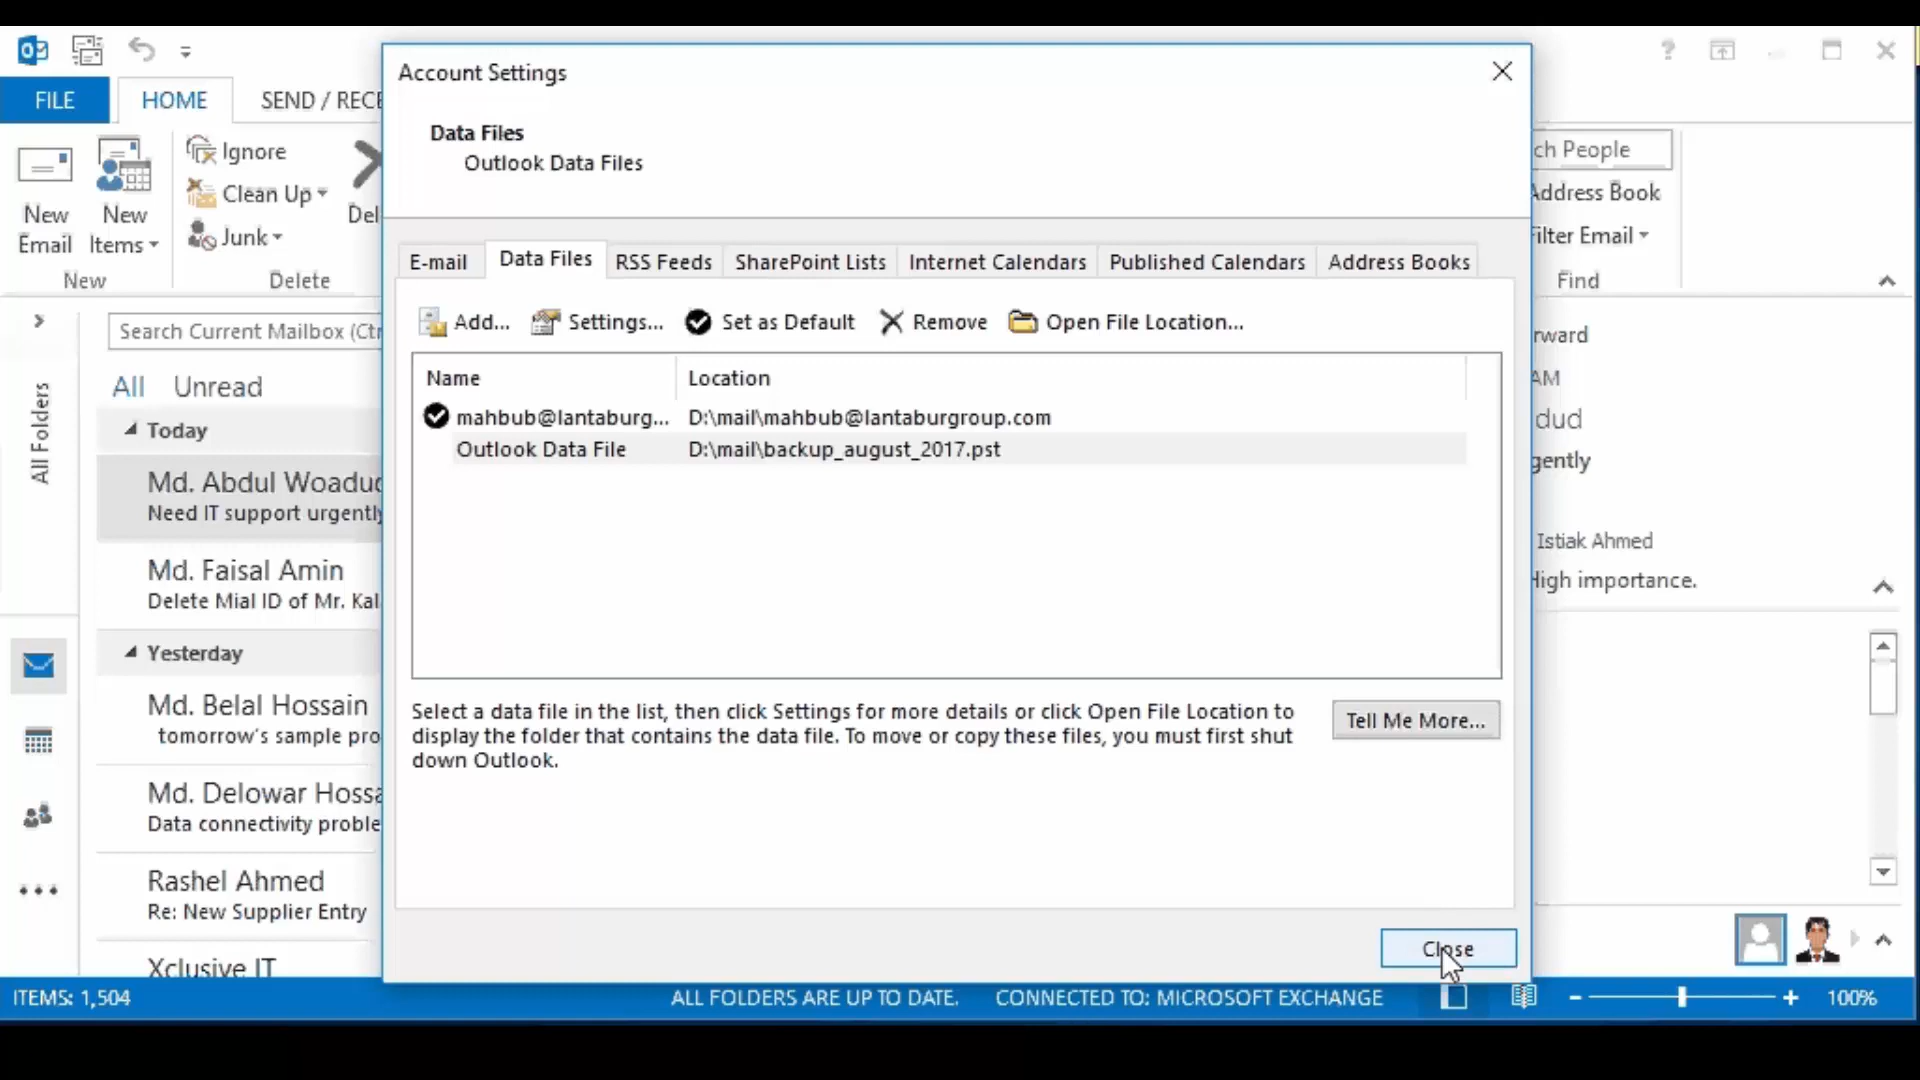 FILE
HOME
SEND / RECE
New
Email
New
Items
New
Ignore
Clean Up
Junk
Del
Delete
ch People
Address Book
Filter Email
Find
Account Settings
Data Files
Outlook Data Files
E-mail
Data Files
RSS Feeds
SharePoint Lists
Internet Calendars
Published Calendars
Address Books
Add...
Settings...
Set as Default
Remove
Open File Location...
Name Location
mahbub@lantaburg... D:\mail\mahbub@lantaburgroup.com
Outlook Data File D:\mail\backup_august_2017.pst
Select a data file in the list, then click Settings for more details or click Open File Location to
display the folder that contains the data file. To move or copy these files, you must first shut
down Outlook.
Tell Me More...
Close
All Folders
Search Current Mailbox (Ctr
All Unread
Today
Md. Abdul Woadud
Need IT support urgently
Md. Faisal Amin
Delete Mial ID of Mr. Kal
Yesterday
Md. Belal Hossain
tomorrow's sample pro
Md. Delowar Hossa
Data connectivity proble
Rashel Ahmed
Re: New Supplier Entry
Xclusive IT
rward
AM
dud
gently
Istiak Ahmed
High importance.
ITEMS: 1,504
ALL FOLDERS ARE UP TO DATE.
CONNECTED TO: MICROSOFT EXCHANGE
100%